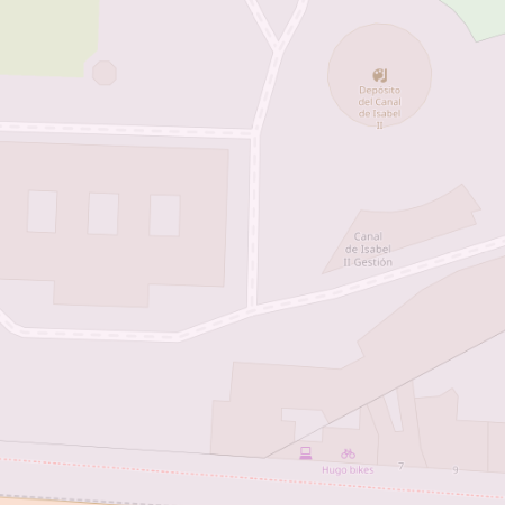 Depósito
del Canal
de Isabel
II
Canal
de Isabel
II Gestión
Hugo bikes
7
9